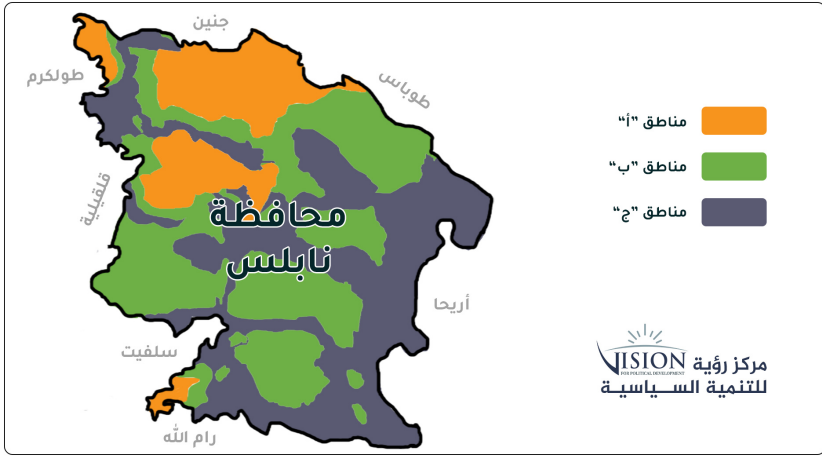 جنين
طولكرم
طوباس
مناطق "أ"
مناطق "ب"
مناطق "ج"
قلقيلية
محافظة
نابلس
أريحا
سلفيت
رام الله
VISION
FOR POLITICAL DEVELOPMENT
مركز رؤية
للتنمية السـيـاسيـة